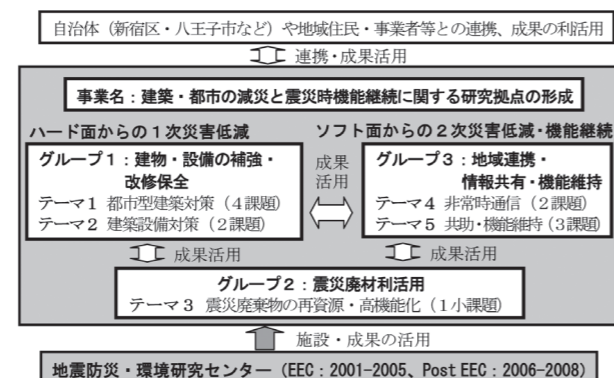 自治体（新宿区・八王子市など）や地域住民・事業者等との連携、成果の利活用
連携・成果活用
事業名：建築・都市の減災と震災時機能継続に関する研究拠点の形成
ハード面からの１次災害低減
ソフト面からの２次災害低減・機能継続
グループ１：建物・設備の補強・
改修保全
テーマ１ 都市型建築対策（４課題）
テーマ２ 建築設備対策（２課題）
成果
活用
グループ３：地域連携・
情報共有・機能維持
テーマ４ 非常時通信（２課題）
テーマ５ 共助・機能維持（３課題）
成果活用
成果活用
グループ２：震災廃材利活用
テーマ３ 震災廃棄物の再資源・高機能化（１小課題）
施設・成果の活用
地震防災・環境研究センター（EEC：2001-2005、Post EEC：2006-2008）